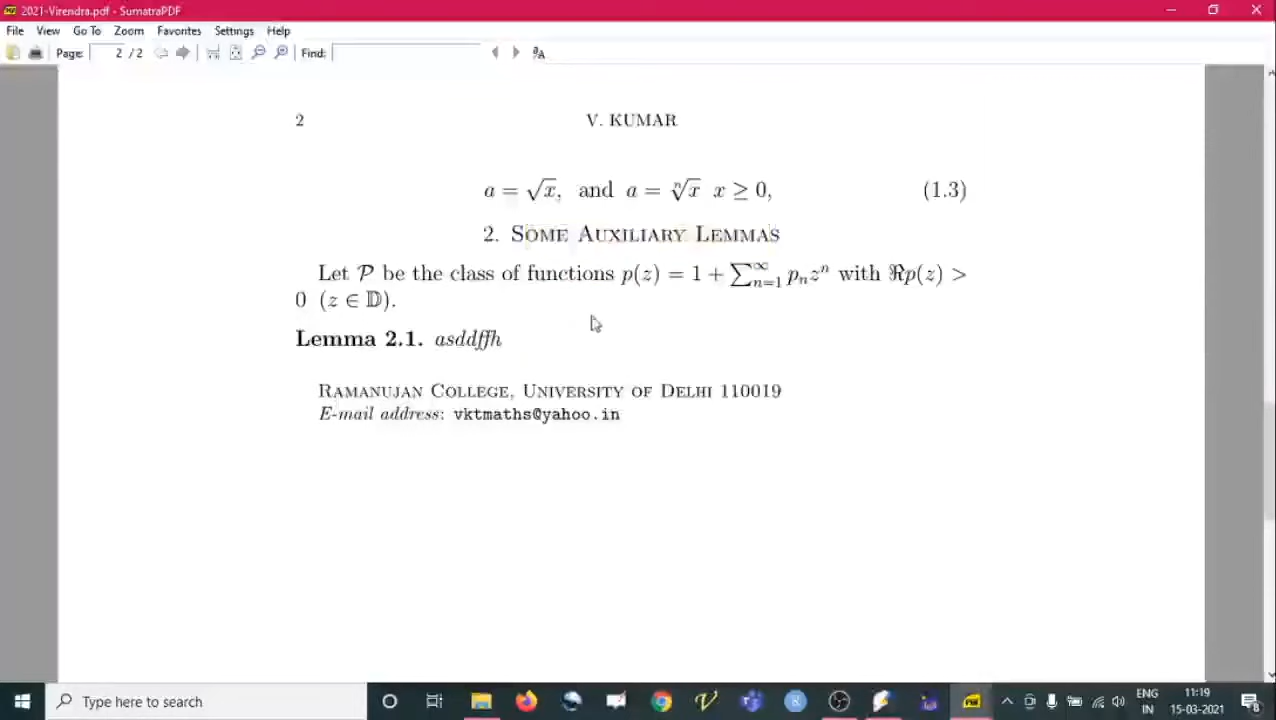 2021-Virendra.pdf - SumatraPDF
File View Go To Zoom Favorites Settings Help
Page: 2 / 2 Find:
2 V. KUMAR
a = √x, and a = ⁿ√x x ≥ 0, (1.3)
2. Some Auxiliary Lemmas
Let 𝒫 be the class of functions p(z) = 1 + ∑_{n=1}^{∞} pₙzⁿ with ℜp(z) >
0 (z ∈ 𝔻).
Lemma 2.1. asddffh
Ramanujan College, University of Delhi 110019
E-mail address: vktmaths@yahoo.in
Type here to search
ENG 11:19
IN 15-03-2021 8